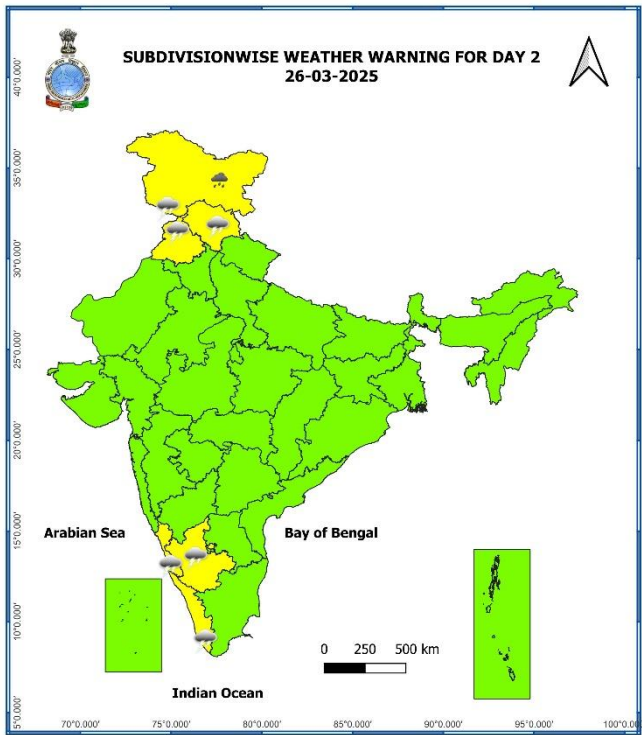 SUBDIVISIONWISE WEATHER WARNING FOR DAY 2
26-03-2025
40°0.000'
35°0.000'
30°0.000'
25°0.000'
20°0.000'
15°0.000'
10°0.000'
5°0.000'
Arabian Sea
Bay of Bengal
Indian Ocean
0 250 500 km
70°0.000' 75°0.000' 80°0.000' 85°0.000' 90°0.000' 95°0.000' 100°0.000'